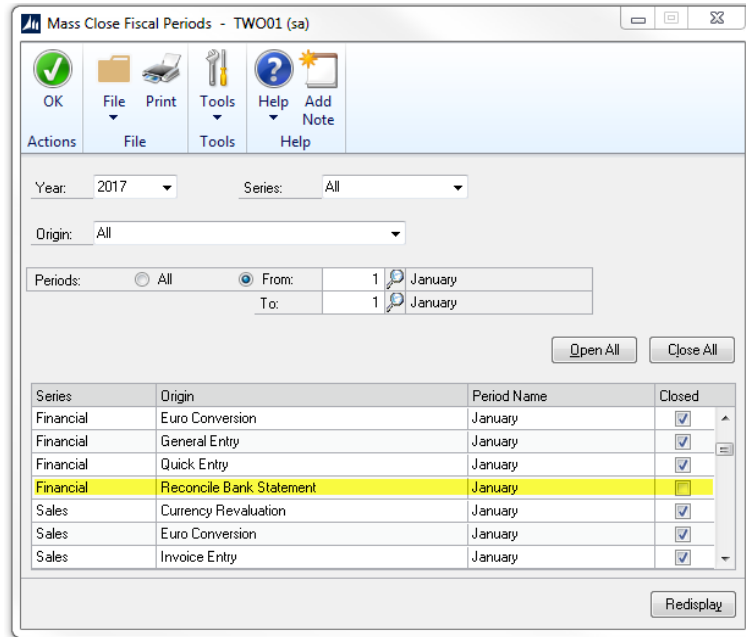 Mass Close Fiscal Periods - TWO01 (sa)
OK File Print Tools Help Add Note
Actions File Tools Help
Year: 2017 Series: All
Origin: All
Periods: All From: 1 January
To: 1 January
Open All Close All
Series Origin Period Name Closed
Financial Euro Conversion January
Financial General Entry January
Financial Quick Entry January
Financial Reconcile Bank Statement January
Sales Currency Revaluation January
Sales Euro Conversion January
Sales Invoice Entry January
Redisplay